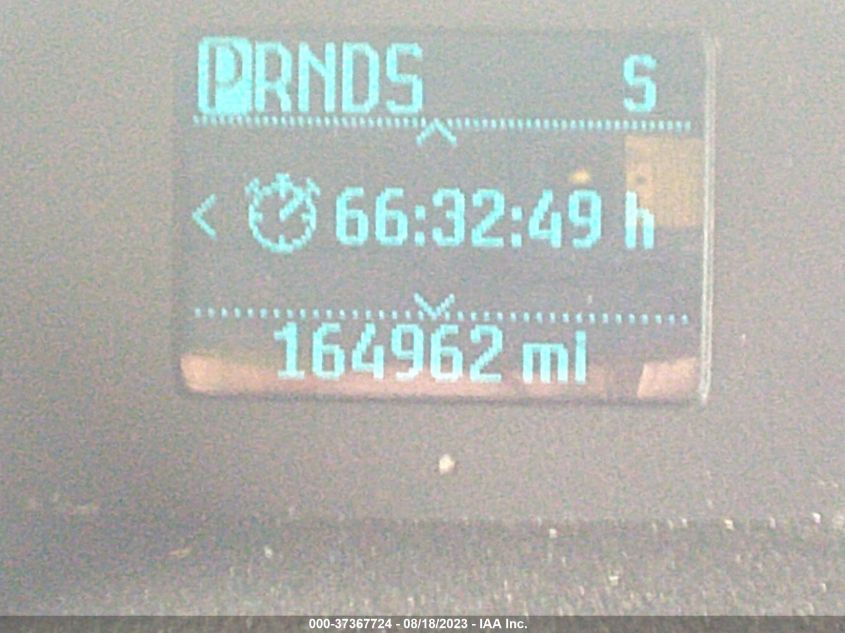 PRNDS S
66:32:49 h
164962 mi
000-37367724 - 08/18/2023 - IAA Inc.